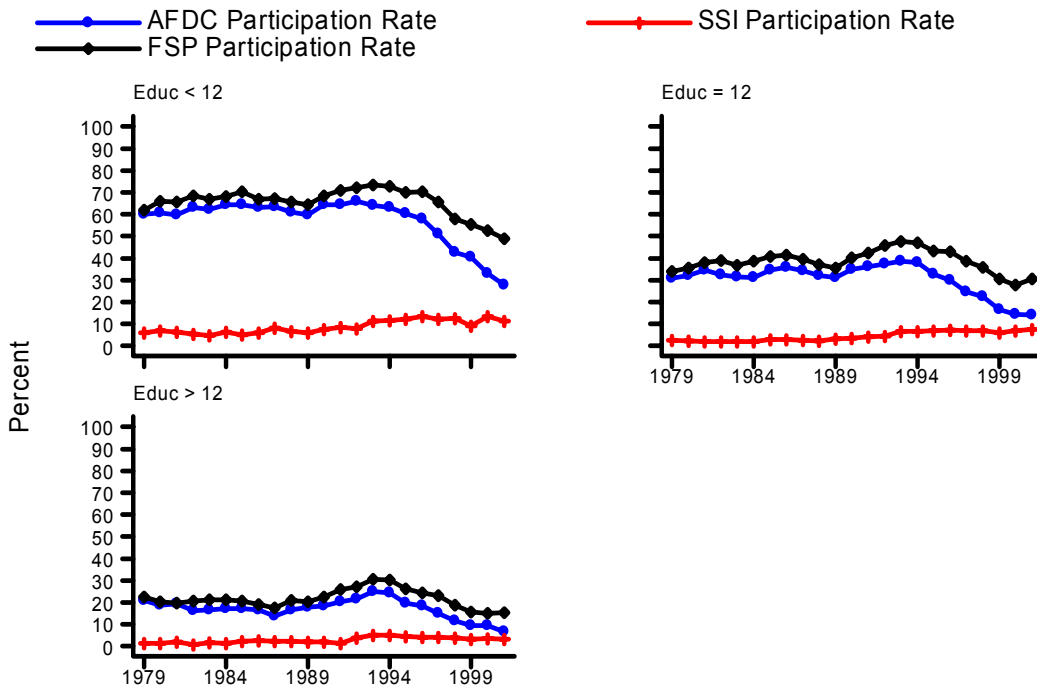 AFDC Participation Rate
SSI Participation Rate
FSP Participation Rate
Educ < 12
Educ = 12
100
90
80
70
60
50
40
30
20
10
0
1979 1984 1989 1994 1999
Percent
Educ > 12
100
90
80
70
60
50
40
30
20
10
0
1979 1984 1989 1994 1999